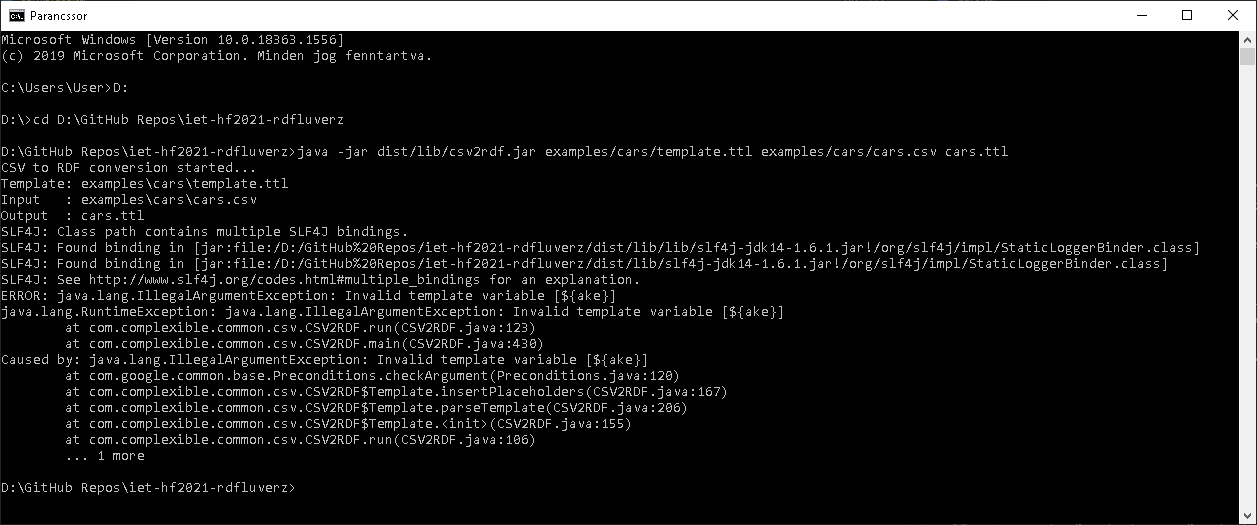 Parancssor
Microsoft Windows [Version 10.0.18363.1556]
(c) 2019 Microsoft Corporation. Minden jog fenntartva.
C:\Users\User>D:
D:\>cd D:\GitHub Repos\iet-hf2021-rdfluverz
D:\GitHub Repos\iet-hf2021-rdfluverz>java -jar dist/lib/csv2rdf.jar examples/cars/template.ttl examples/cars/cars.csv cars.ttl
CSV to RDF conversion started...
Template: examples\cars\template.ttl
Input   : examples\cars\cars.csv
Output  : cars.ttl
SLF4J: Class path contains multiple SLF4J bindings.
SLF4J: Found binding in [jar:file:/D:/GitHub%20Repos/iet-hf2021-rdfluverz/dist/lib/lib/slf4j-jdk14-1.6.1.jar!/org/slf4j/impl/StaticLoggerBinder.class]
SLF4J: Found binding in [jar:file:/D:/GitHub%20Repos/iet-hf2021-rdfluverz/dist/lib/slf4j-jdk14-1.6.1.jar!/org/slf4j/impl/StaticLoggerBinder.class]
SLF4J: See http://www.slf4j.org/codes.html#multiple_bindings for an explanation.
ERROR: java.lang.IllegalArgumentException: Invalid template variable [${ake}]
java.lang.RuntimeException: java.lang.IllegalArgumentException: Invalid template variable [${ake}]
        at com.complexible.common.csv.CSV2RDF.run(CSV2RDF.java:123)
        at com.complexible.common.csv.CSV2RDF.main(CSV2RDF.java:430)
Caused by: java.lang.IllegalArgumentException: Invalid template variable [${ake}]
        at com.google.common.base.Preconditions.checkArgument(Preconditions.java:120)
        at com.complexible.common.csv.CSV2RDF$Template.insertPlaceholders(CSV2RDF.java:167)
        at com.complexible.common.csv.CSV2RDF$Template.parseTemplate(CSV2RDF.java:206)
        at com.complexible.common.csv.CSV2RDF$Template.<init>(CSV2RDF.java:155)
        at com.complexible.common.csv.CSV2RDF.run(CSV2RDF.java:106)
        ... 1 more
D:\GitHub Repos\iet-hf2021-rdfluverz>